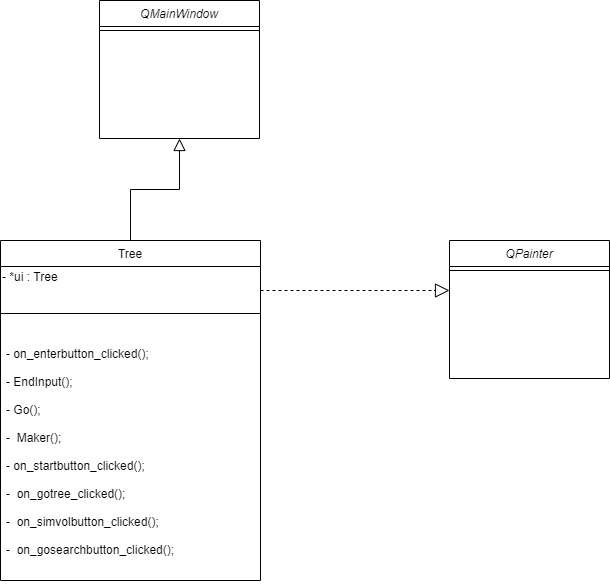 QMainWindow
Tree
- *ui : Tree
QPainter
- on_enterbutton_clicked();
- EndInput();
- Go();
-  Maker();
- on_startbutton_clicked();
-  on_gotree_clicked();
-  on_simvolbutton_clicked();
-  on_gosearchbutton_clicked();